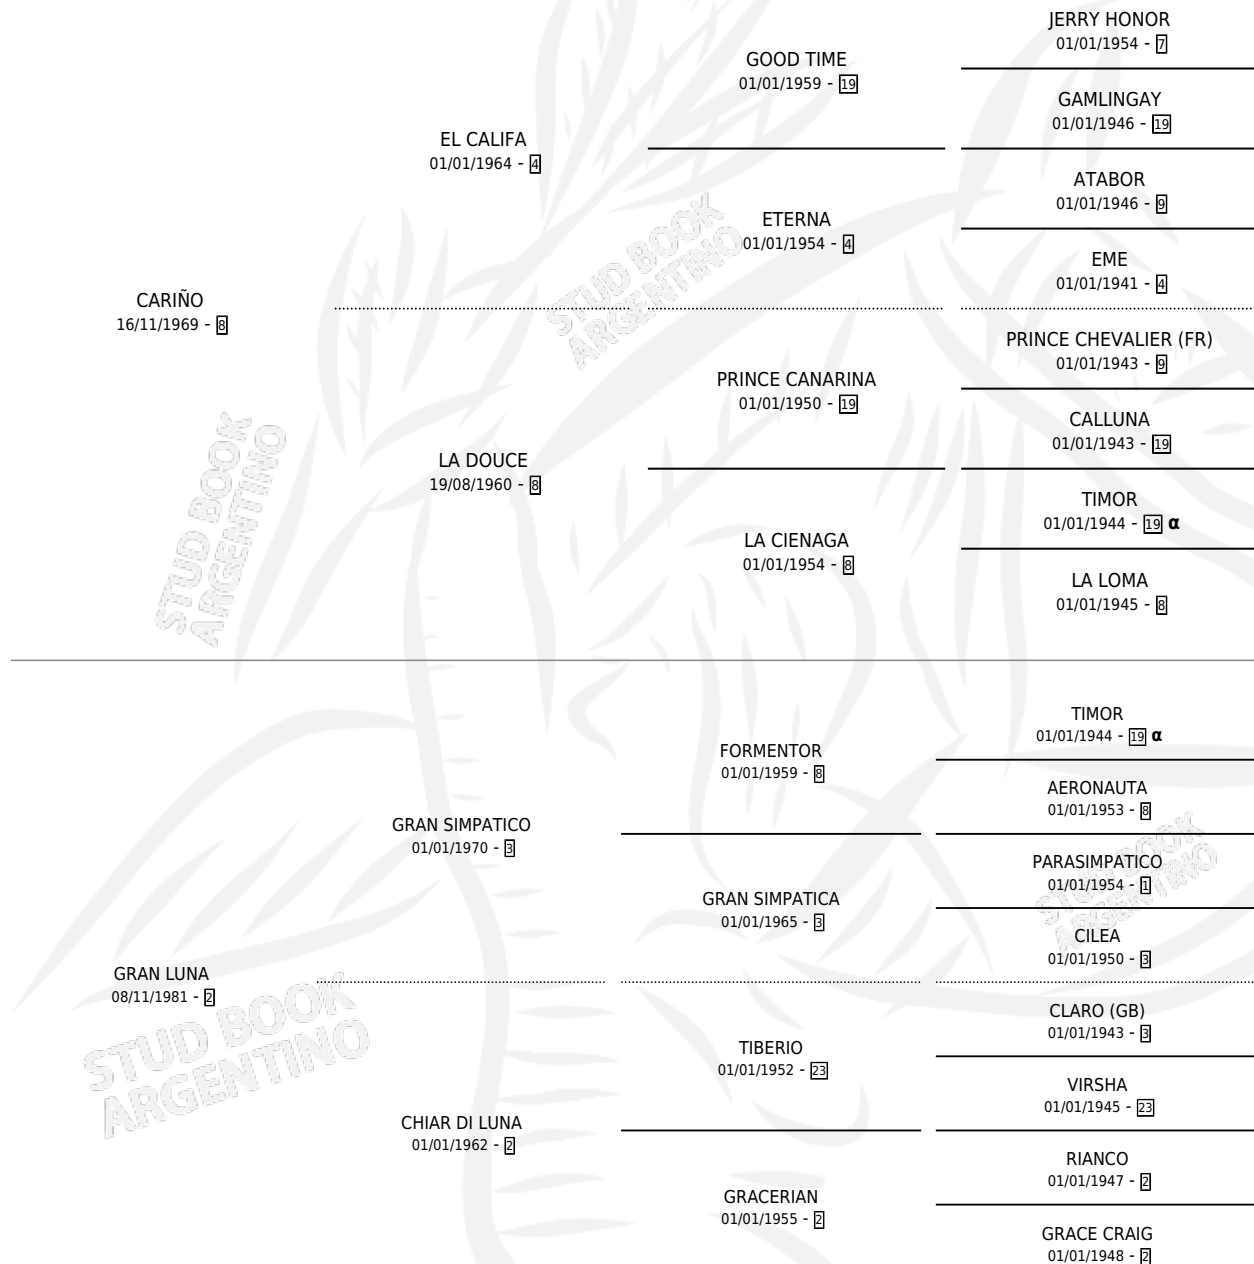 JERRY HONOR
01/01/1954 - 7
GOOD TIME
01/01/1959 - 19
GAMLINGAY
01/01/1946 - 19
EL CALIFA
01/01/1964 - 4
ATABOR
01/01/1946 - 9
ETERNA
01/01/1954 - 4
EME
01/01/1941 - 4
CARIÑO
16/11/1969 - 8
PRINCE CHEVALIER (FR)
01/01/1943 - 9
PRINCE CANARINA
01/01/1950 - 19
CALLUNA
01/01/1943 - 19
LA DOUCE
19/08/1960 - 8
TIMOR
01/01/1944 - 19 α
LA CIENAGA
01/01/1954 - 8
LA LOMA
01/01/1945 - 8
TIMOR
01/01/1944 - 19 α
FORMENTOR
01/01/1959 - 8
AERONAUTA
01/01/1953 - 8
GRAN SIMPATICO
01/01/1970 - 3
PARASIMPATICO
01/01/1954 - 1
GRAN SIMPATICA
01/01/1965 - 3
CILEA
01/01/1950 - 3
GRAN LUNA
08/11/1981 - 2
CLARO (GB)
01/01/1943 - 3
TIBERIO
01/01/1952 - 23
VIRSHA
01/01/1945 - 23
CHIAR DI LUNA
01/01/1962 - 2
RIANCO
01/01/1947 - 2
GRACERIAN
01/01/1955 - 2
GRACE CRAIG
01/01/1948 - 2
STUD BOOK
ARGENTINO
STUD BOOK
ARGENTINO
STUD BOOK
ARGENTINO
STUD BOOK
ARGENTINO